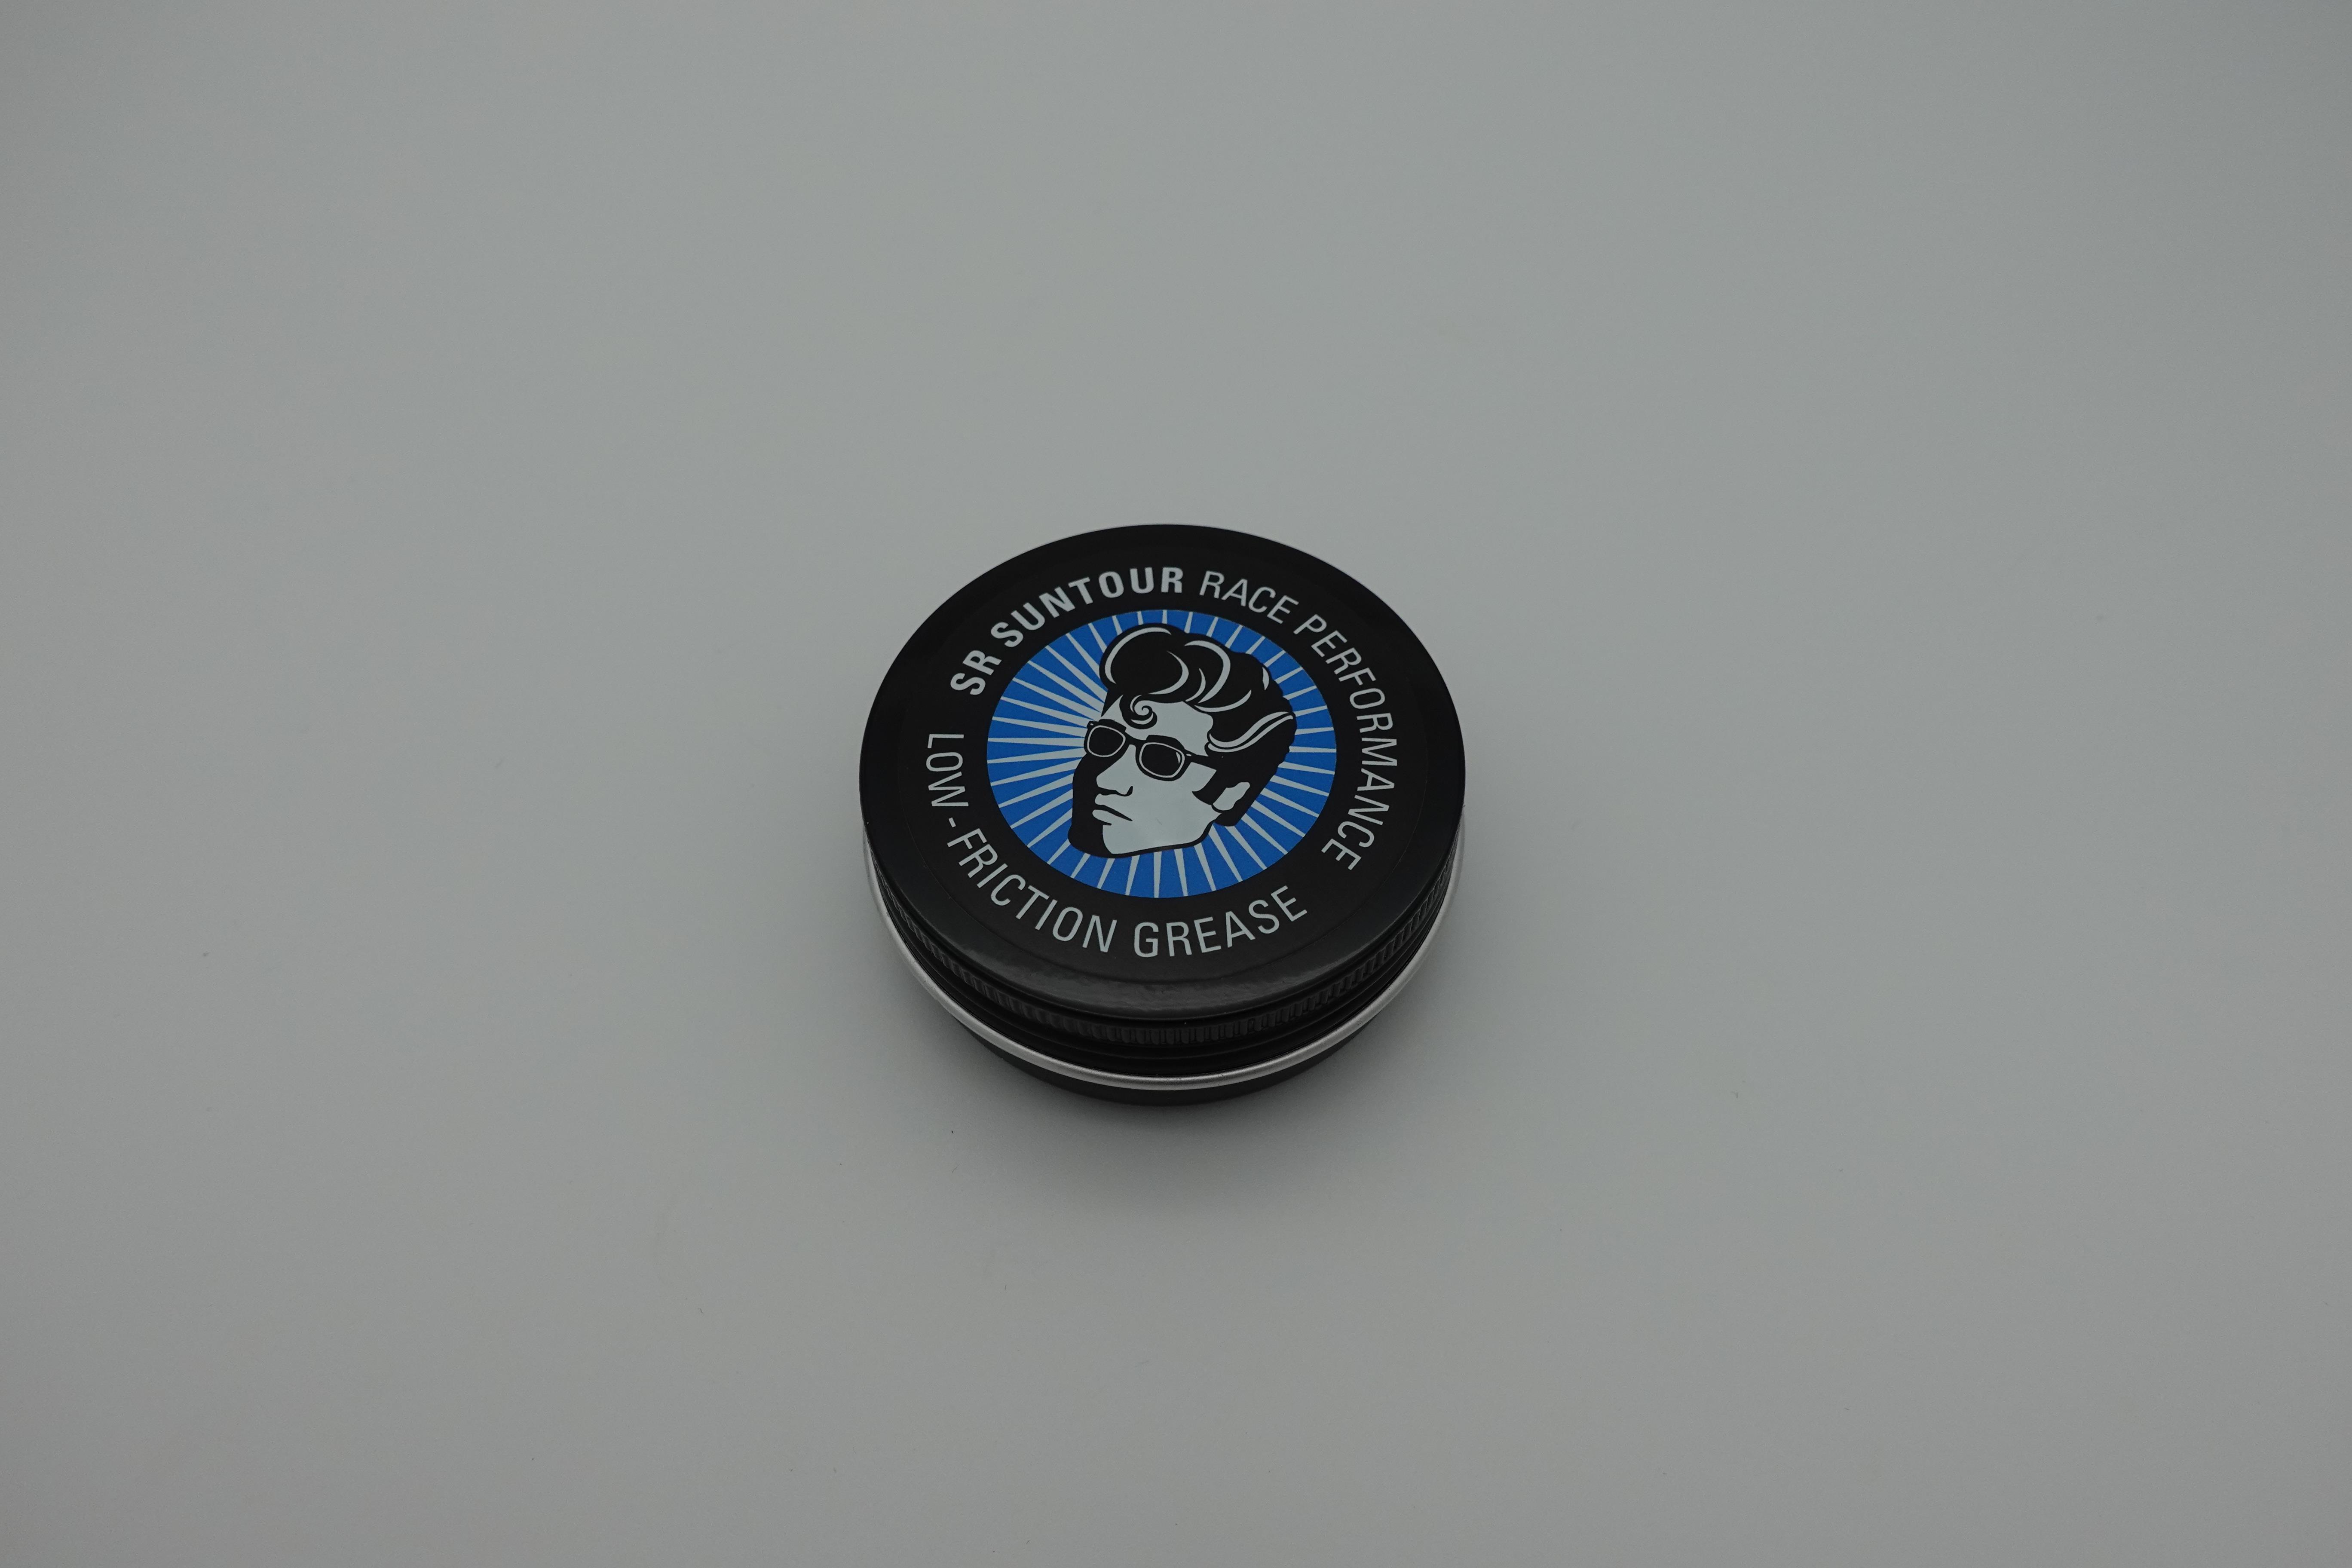 SR SUNTOUR RACE PERFORMANCE
LOW-FRICTION GREASE